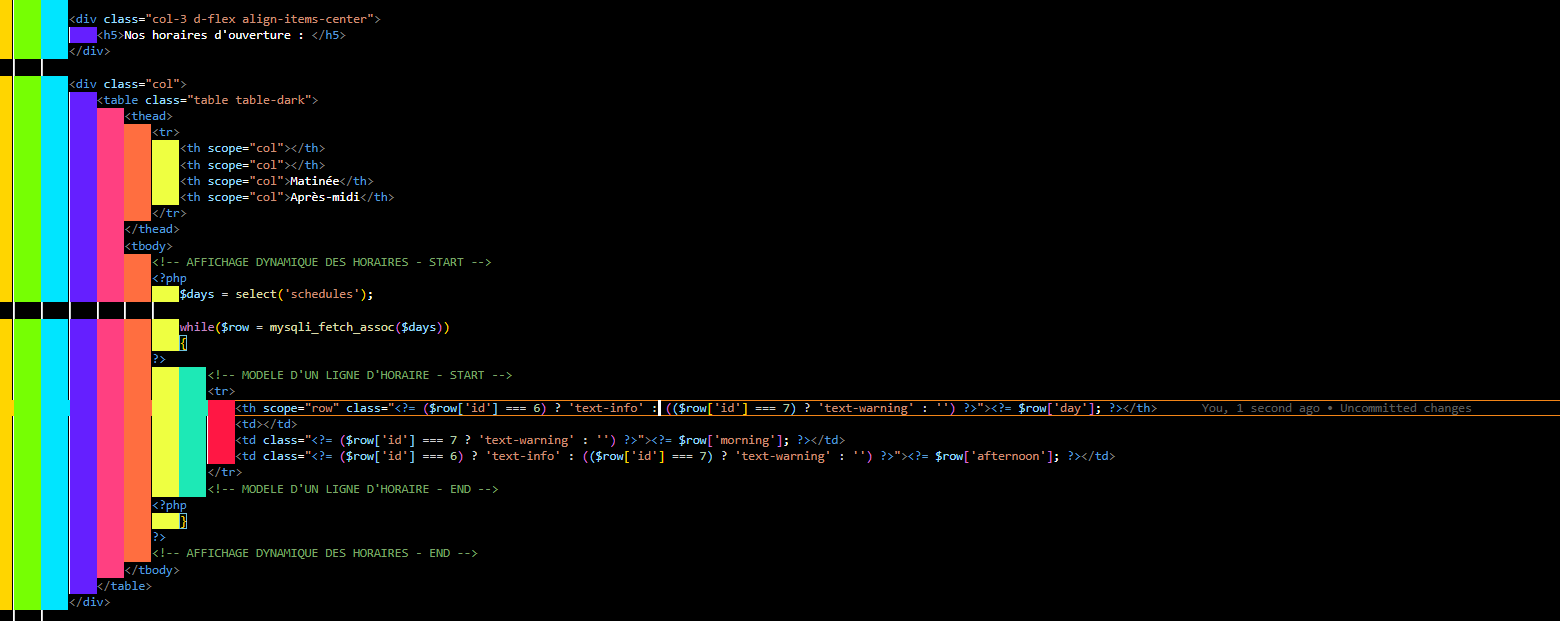 <div class="col-3 d-flex align-items-center">
<h5>Nos horaires d'ouverture : </h5>
</div>
<div class="col">
<table class="table table-dark">
<thead>
<tr>
<th scope="col"></th>
<th scope="col"></th>
<th scope="col">Matinée</th>
<th scope="col">Après-midi</th>
</tr>
</thead>
<tbody>
<!-- AFFICHAGE DYNAMIQUE DES HORAIRES - START -->
<?php
$days = select('schedules');
while($row = mysqli_fetch_assoc($days))
{
?>
<!-- MODELE D'UN LIGNE D'HORAIRE - START -->
<tr>
<th scope="row" class="<?= ($row['id'] === 6) ? 'text-info' : (($row['id'] === 7) ? 'text-warning' : '') ?>"><?= $row['day']; ?></th> You, 1 second ago • Uncommitted changes
<td></td>
<td class="<?= ($row['id'] === 7 ? 'text-warning' : '') ?>"><?= $row['morning']; ?></td>
<td class="<?= ($row['id'] === 6) ? 'text-info' : (($row['id'] === 7) ? 'text-warning' : '') ?>"><?= $row['afternoon']; ?></td>
</tr>
<!-- MODELE D'UN LIGNE D'HORAIRE - END -->
<?php
}
?>
<!-- AFFICHAGE DYNAMIQUE DES HORAIRES - END -->
</tbody>
</table>
</div>